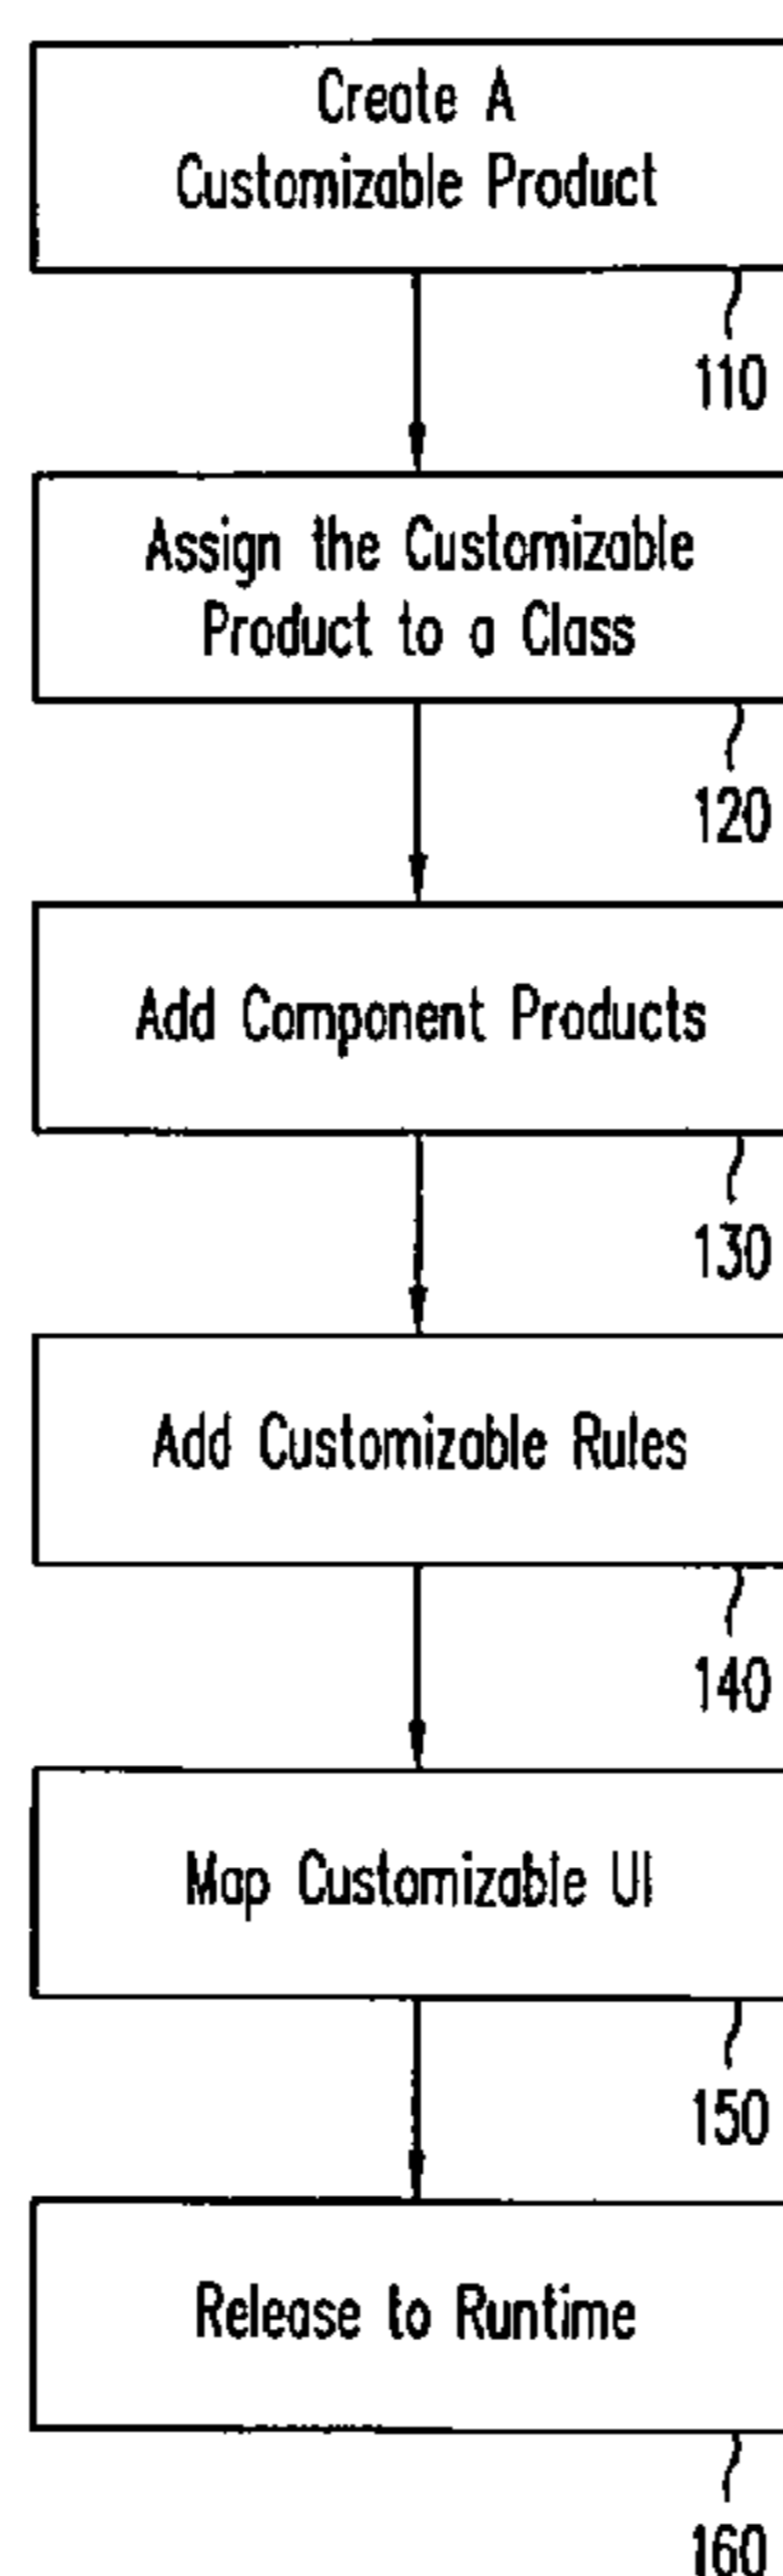 Create A
Customizable Product
110
Assign the Customizable
Product to a Class
120
Add Component Products
130
Add Customizable Rules
140
Map Customizable UI
150
Release to Runtime
160